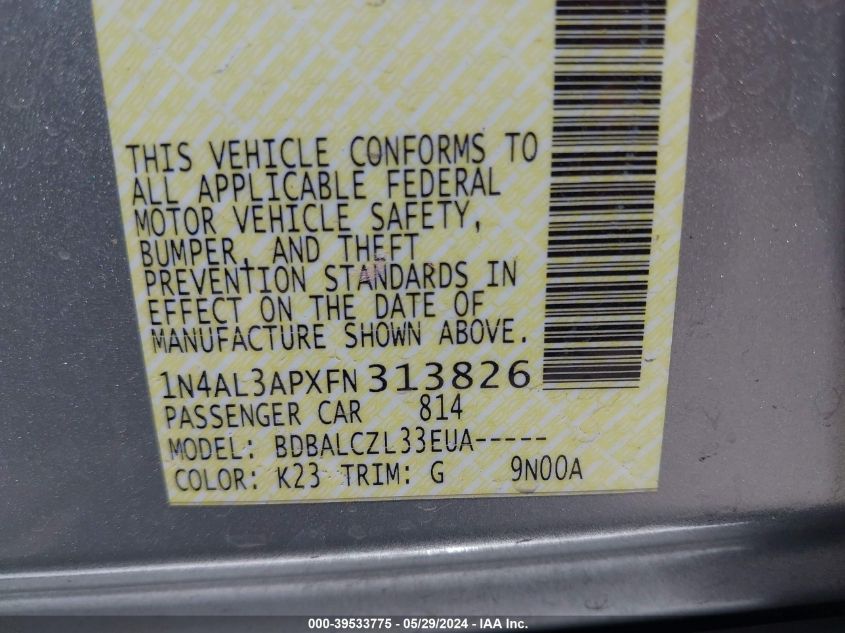 THIS VEHICLE CONFORMS TO
ALL APPLICABLE FEDERAL
MOTOR VEHICLE SAFETY,
BUMPER, AND THEFT
PREVENTION STANDARDS IN
EFFECT ON THE DATE OF
MANUFACTURE SHOWN ABOVE.
1N4AL3APXFN 313826
PASSENGER CAR 814
MODEL: BDBALCZL33EUA-----
COLOR: K23 TRIM: G 9N00A
000-39533775 - 05/29/2024 - IAA Inc.